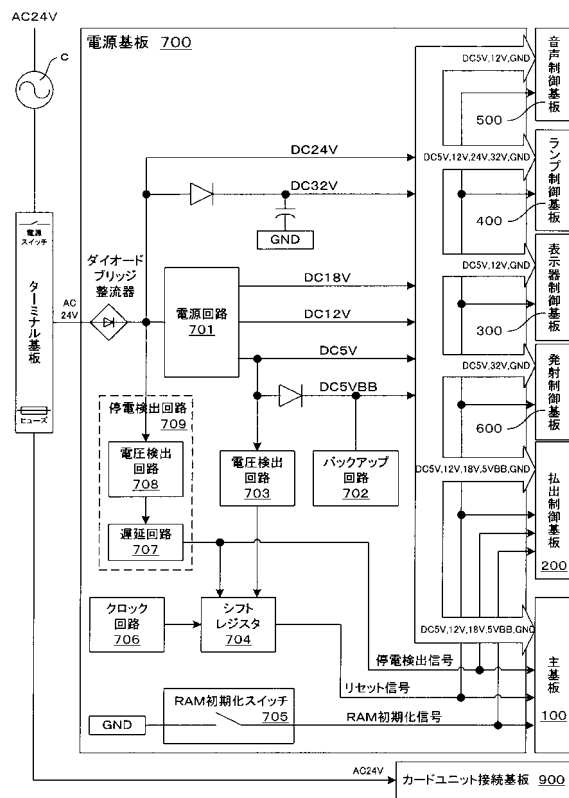 AC24V
C
電源
スイッチ
ターミナル基板
ヒューズ
AC
24V
ダイオード
ブリッジ
整流器
電源基板 700
DC24V
DC32V
GND
電源回路
701
DC18V
DC12V
DC5V
DC5VBB
停電検出回路
709
電圧検出
回路
708
遅延回路
707
電圧検出
回路
703
バックアップ
回路
702
クロック
回路
706
シフト
レジスタ
704
RAM初期化スイッチ
705
GND
停電検出信号
リセット信号
RAM初期化信号
DC5V,12V,GND
音声制御基板
500
DC5V,12V,24V,32V,GND
ランプ制御基板
400
DC5V,12V,GND
表示器制御基板
300
DC5V,32V,GND
発射制御基板
600
DC5V,12V,18V,5VBB,GND
払出制御基板
200
DC5V,12V,18V,5VBB,GND
主基板
100
AC24V
カードユニット接続基板 900